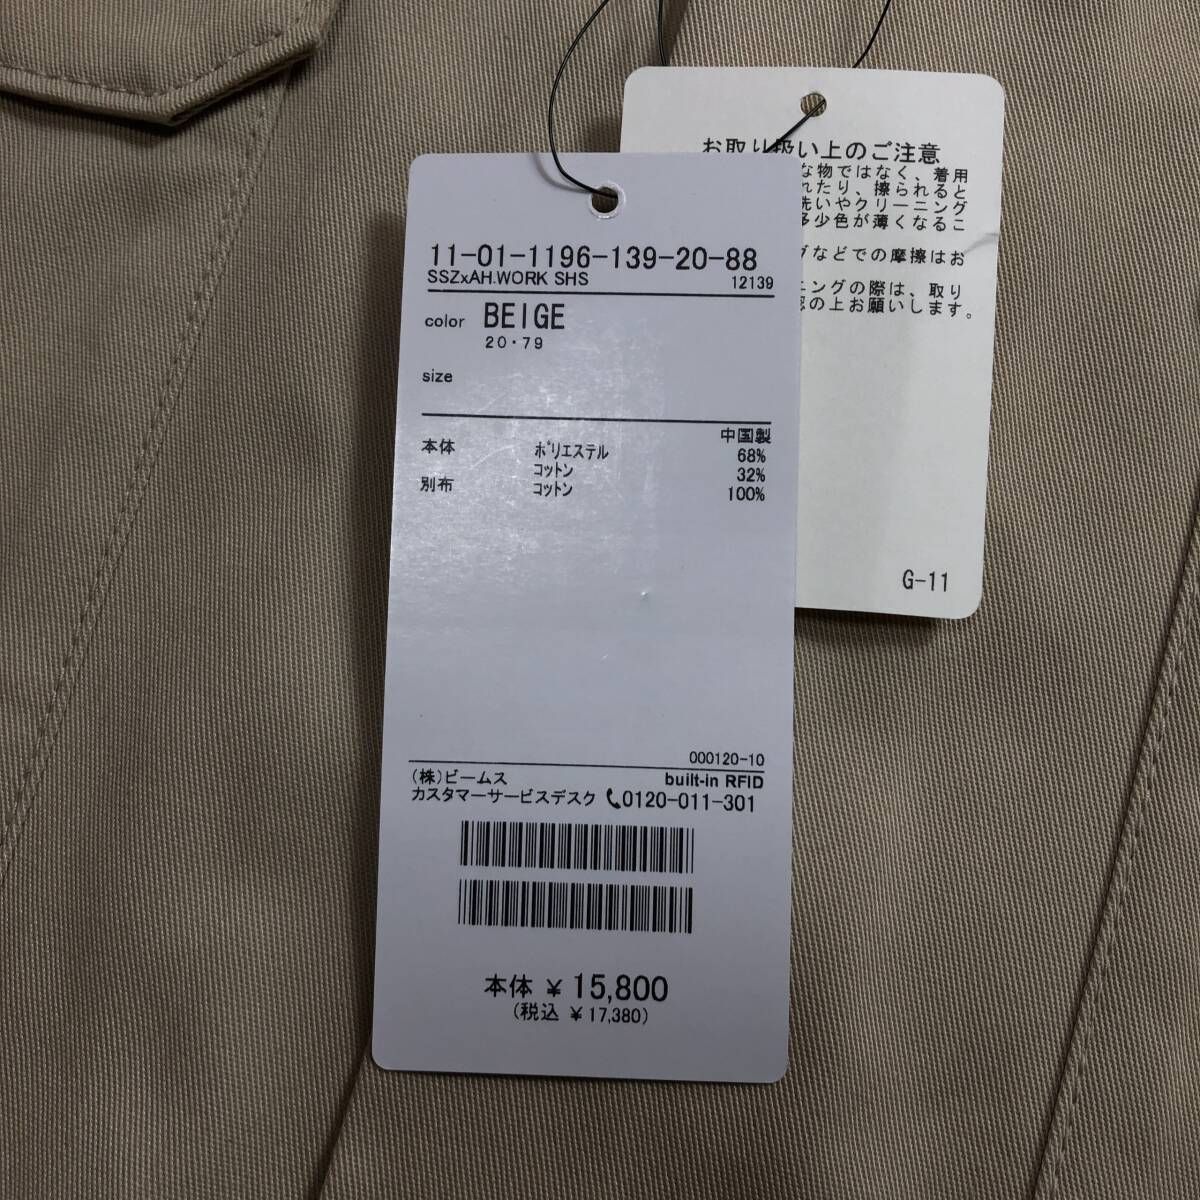 お取り扱い上のご注意
な物ではなく、着用
れたり、擦られると
洗いやクリーニング
多少色が薄くなるこ
グなどでの摩擦はお
ニングの際は、取り
認の上お願いします。
G-11
11-01-1196-139-20-88
SSZxAH.WORK SHS 12139
color BEIGE
20・79
size
中国製
本体 ポリエステル 68%
コットン 32%
別布 コットン 100%
000120-10
(株)ビームス built-in RFID
カスタマーサービスデスク 0120-011-301
本体 ¥ 15,800
(税込 ¥17,380)